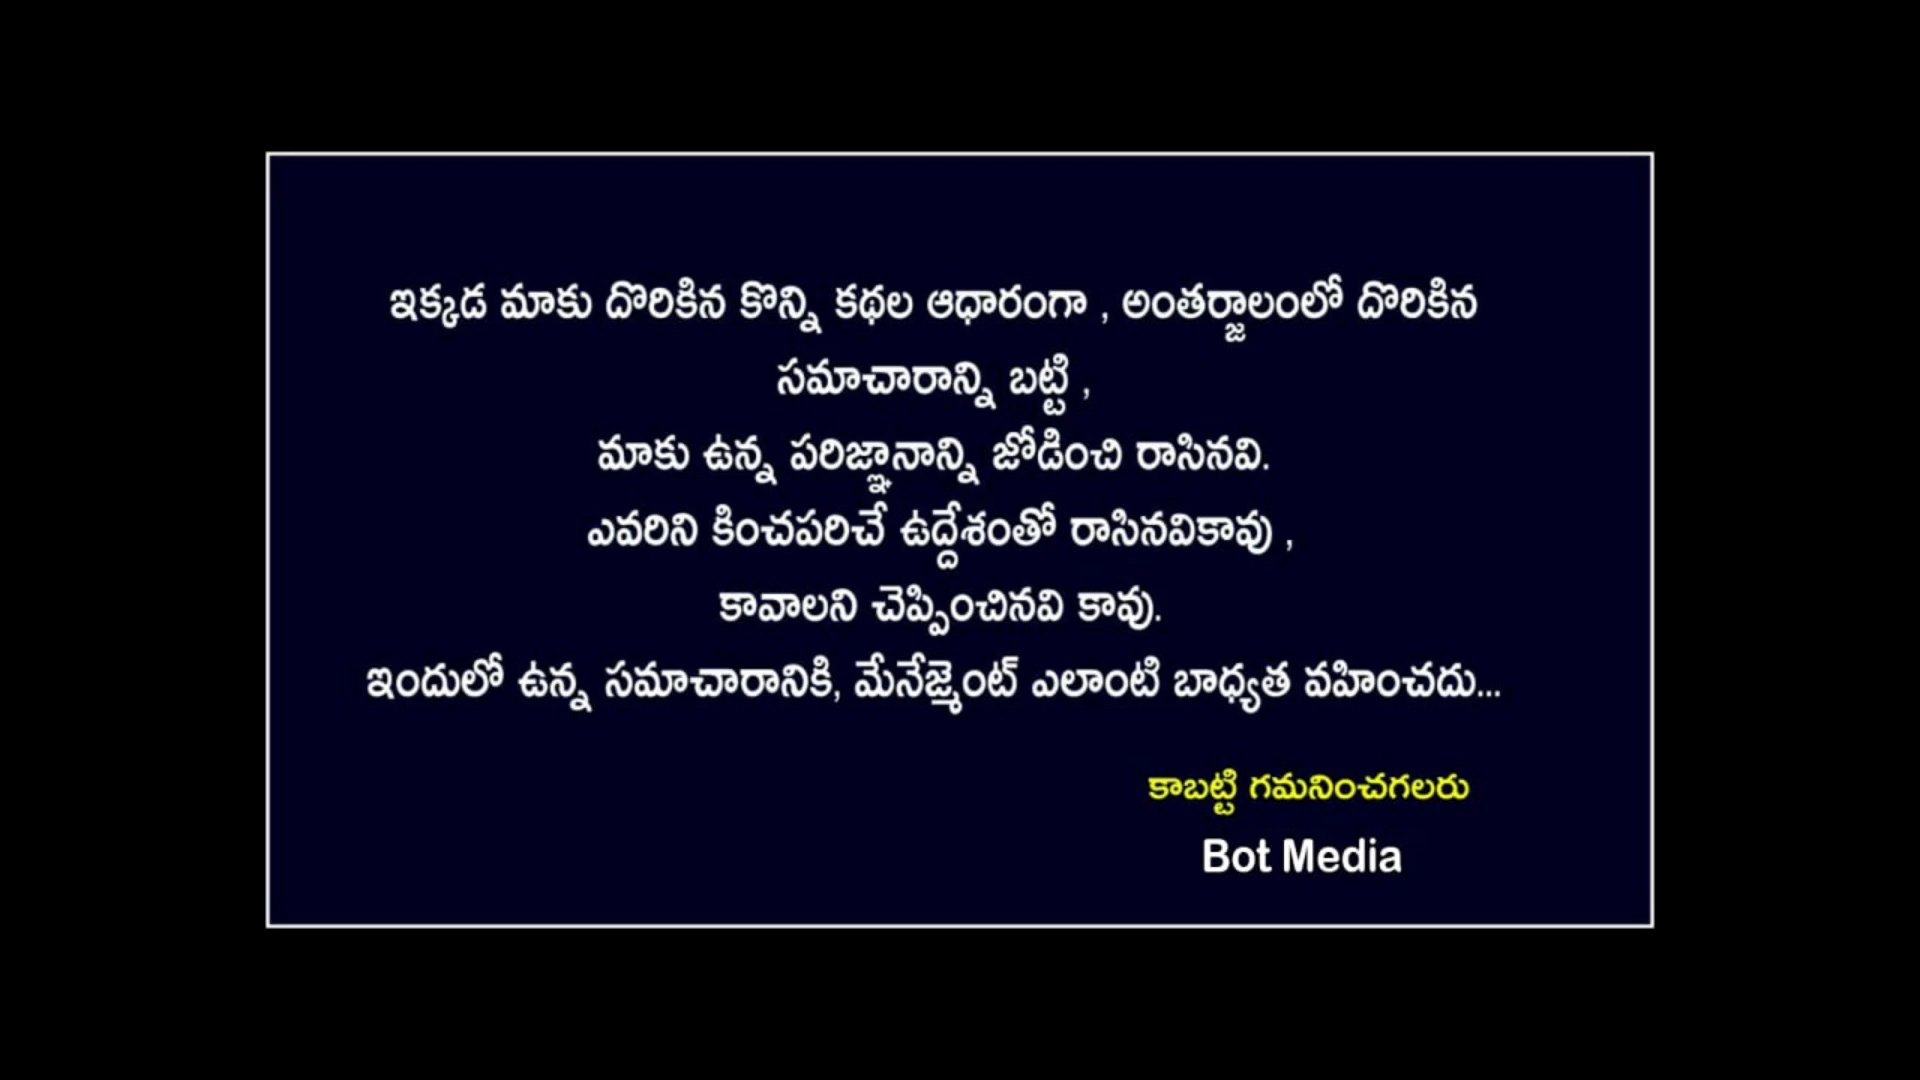 ఇక్కడ మాకు దొరికిన కొన్ని కథల ఆధారంగా , అంతర్జాలంలో దొరికిన
సమాచారాన్ని బట్టి ,
మాకు ఉన్న పరిజ్ఞానాన్ని జోడించి రాసినవి.
ఎవరిని కించపరిచే ఉద్దేశంతో రాసినవికావు ,
కావాలని చెప్పించినవి కావు.
ఇందులో ఉన్న సమాచారానికి, మేనేజ్మెంట్ ఎలాంటి బాధ్యత వహించదు...
కాబట్టి గమనించగలరు
Bot Media